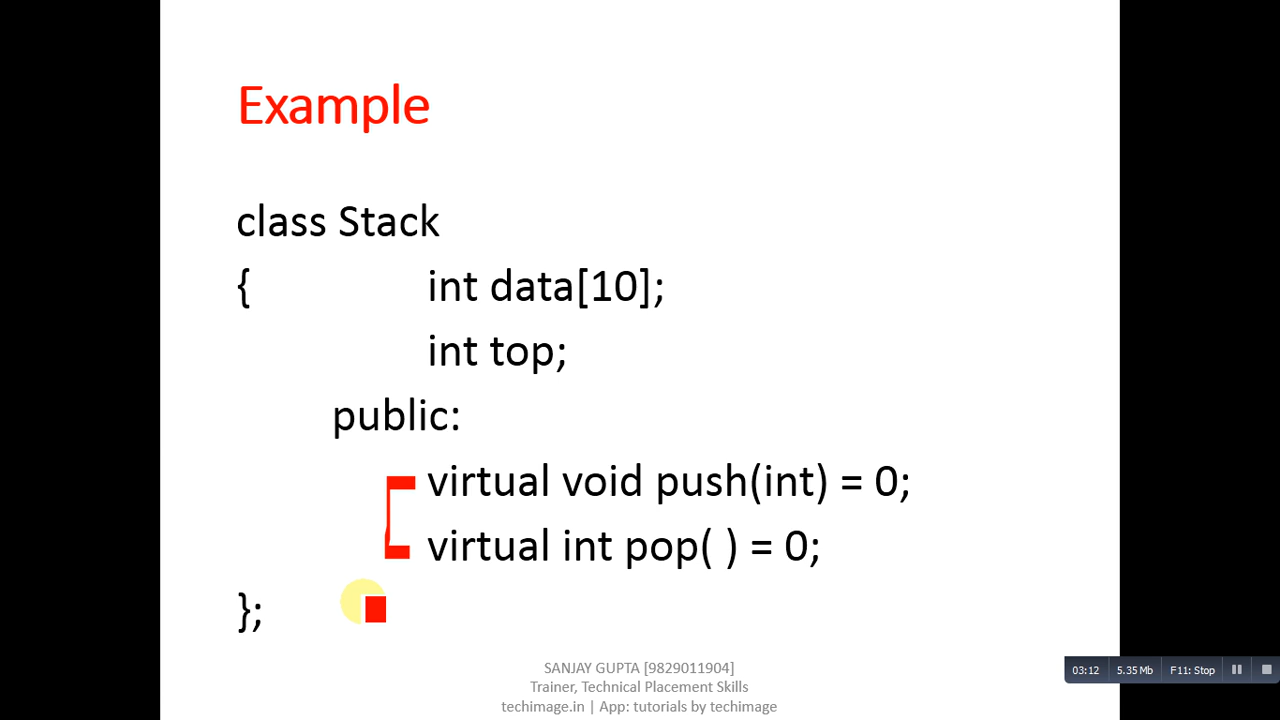 Example
class Stack
{ int data[10];
int top;
public:
virtual void push(int) = 0;
virtual int pop( ) = 0;
};
SANJAY GUPTA [9829011904]
Trainer, Technical Placement Skills
techimage.in | App: tutorials by techimage
03:12 5.35 Mb F11: Stop